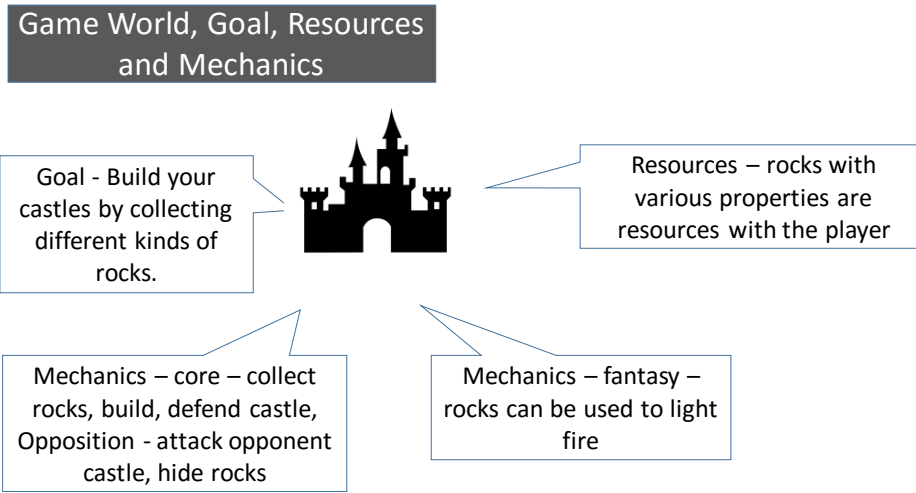 Game World, Goal, Resources
and Mechanics
Goal - Build your
castles by collecting
different kinds of
rocks.
Resources – rocks with
various properties are
resources with the player
Mechanics – core – collect
rocks, build, defend castle,
Opposition - attack opponent
castle, hide rocks
Mechanics – fantasy –
rocks can be used to light
fire